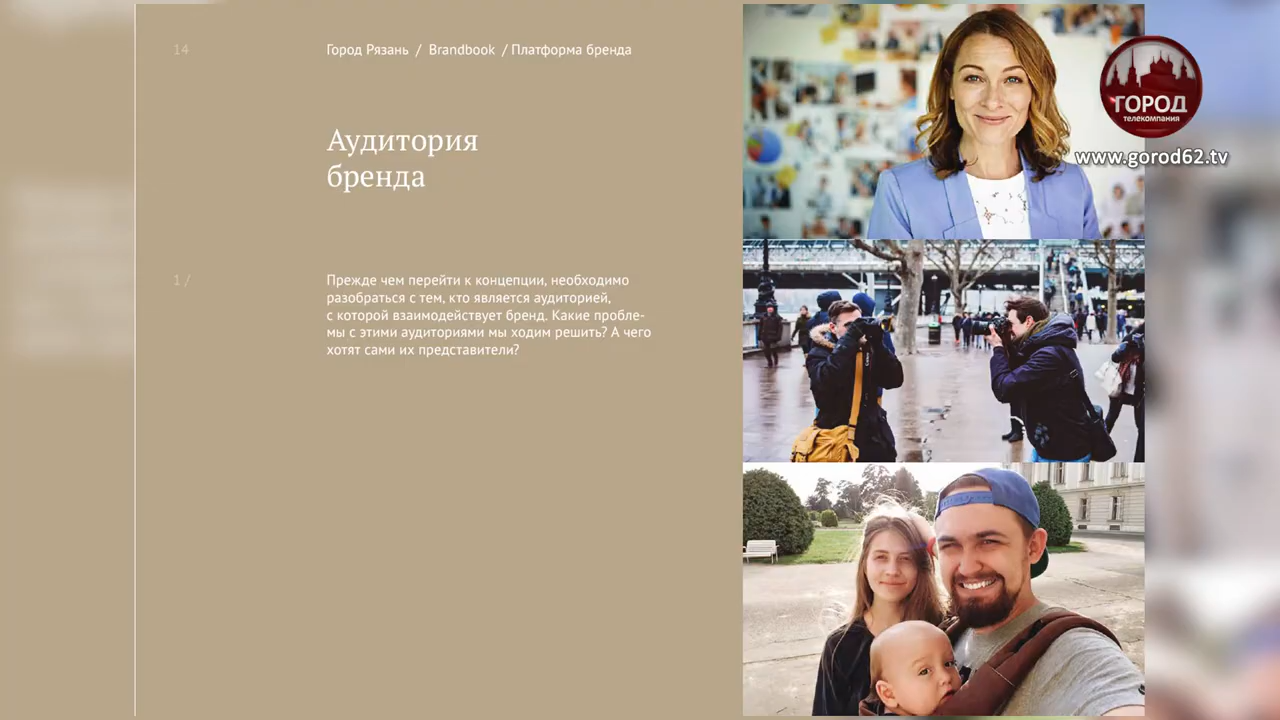 14
Город Рязань / Brandbook / Платформа бренда
Аудитория
бренда
1 /
Прежде чем перейти к концепции, необходимо
разобраться с тем, кто является аудиторией,
с которой взаимодействует бренд. Какие пробле-
мы с этими аудиториями мы ходим решить? А чего
хотят сами их представители?
ГОРОД
телекомпания
www.gorod62.tv